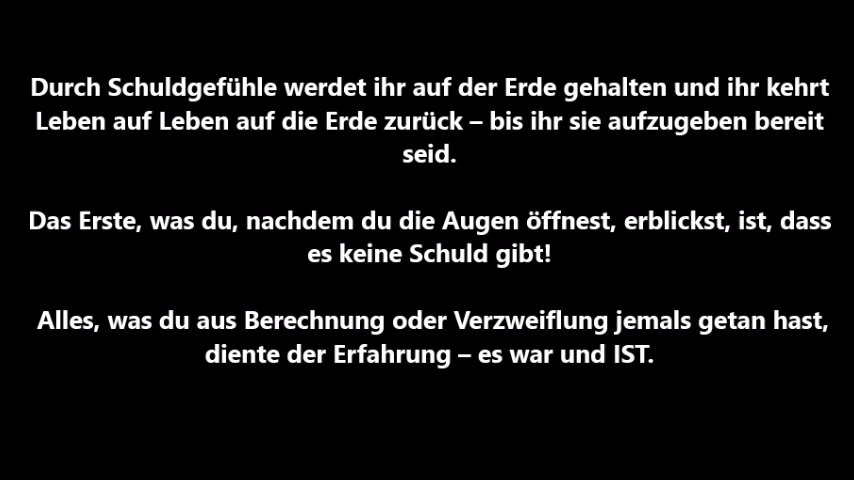 Durch Schuldgefühle werdet ihr auf der Erde gehalten und ihr kehrt
Leben auf Leben auf die Erde zurück – bis ihr sie aufzugeben bereit
seid.
Das Erste, was du, nachdem du die Augen öffnest, erblickst, ist, dass
es keine Schuld gibt!
Alles, was du aus Berechnung oder Verzweiflung jemals getan hast,
diente der Erfahrung – es war und IST.